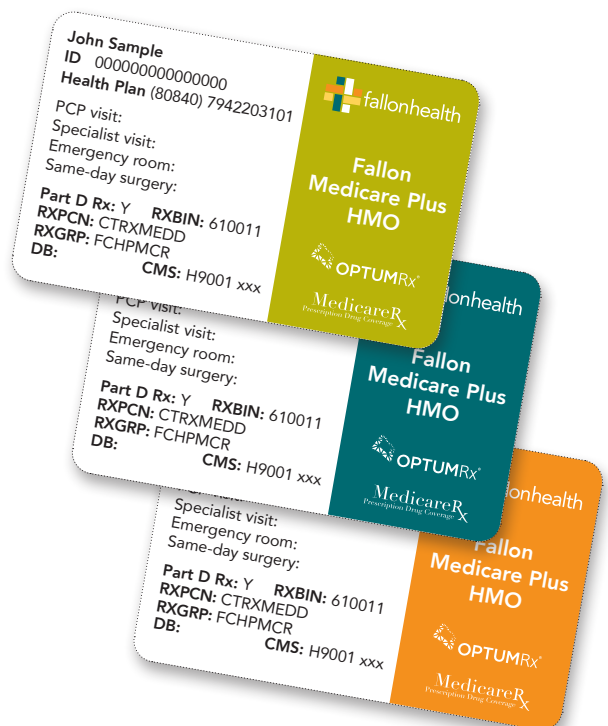 John Sample
ID 000000000000000
Health Plan (80840) 7942203101
PCP visit:
Specialist visit:
Emergency room:
Same-day surgery:
Part D Rx: Y RXBIN: 610011
RXPCN: CTRXMEDD
RXGRP: FCHPMCR
DB:
CMS: H9001 xxx
fallonhealth
Fallon
Medicare Plus
HMO
OPTUMRx®
MedicareRx
Prescription Drug Coverage
PCP visit:
Specialist visit:
Emergency room:
Same-day surgery:
Part D Rx: Y RXBIN: 610011
RXPCN: CTRXMEDD
RXGRP: FCHPMCR
DB:
CMS: H9001 xxx
lonhealth
Fallon
Medicare Plus
HMO
OPTUMRx®
MedicareRx
Prescription Drug Coverage
Specialist visit:
Emergency room:
Same-day surgery:
Part D Rx: Y RXBIN: 610011
RXPCN: CTRXMEDD
RXGRP: FCHPMCR
DB:
CMS: H9001 xxx
onhealth
Fallon
Medicare Plus
HMO
OPTUMRx®
MedicareRx
Prescription Drug Coverage